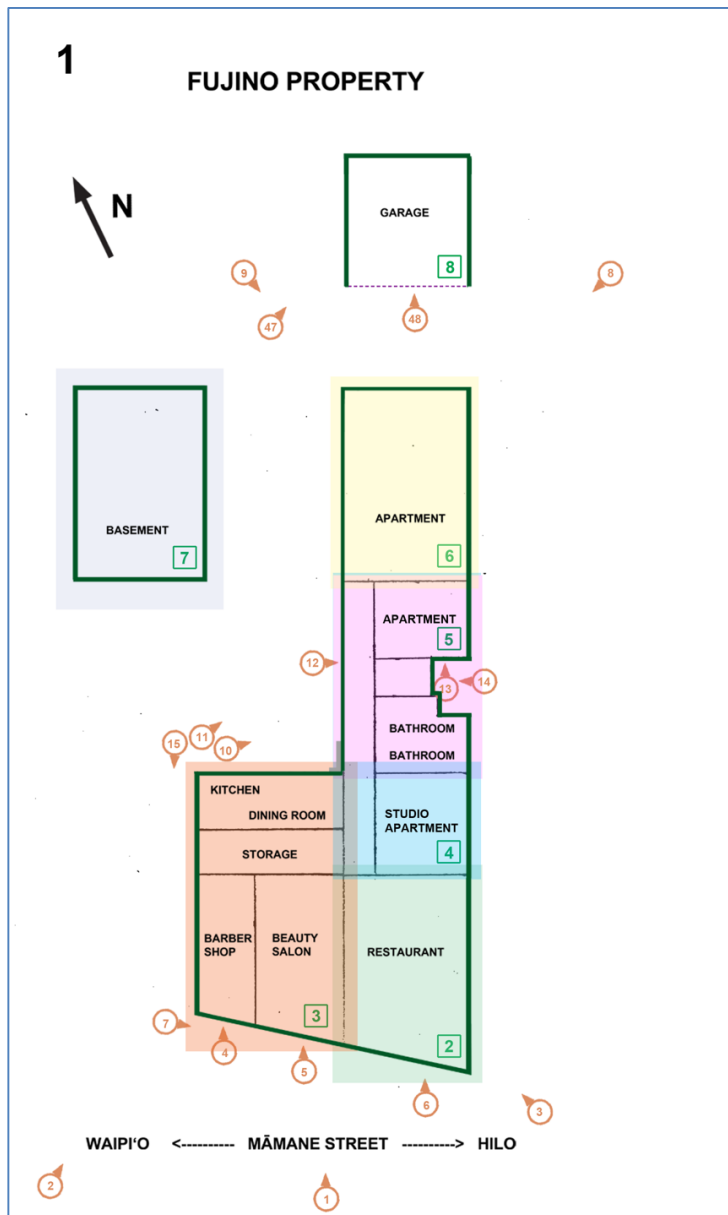 1
FUJINO PROPERTY
N
GARAGE
8
9
8
47
48
BASEMENT
7
APARTMENT
6
APARTMENT
5
12
13
14
BATHROOM
BATHROOM
11
15
10
KITCHEN
DINING ROOM
STORAGE
STUDIO
APARTMENT
4
BARBER
SHOP
BEAUTY
SALON
RESTAURANT
3
2
7
4
5
6
3
WAIPIʻO <---------- MĀMANE STREET ----------> HILO
2
1